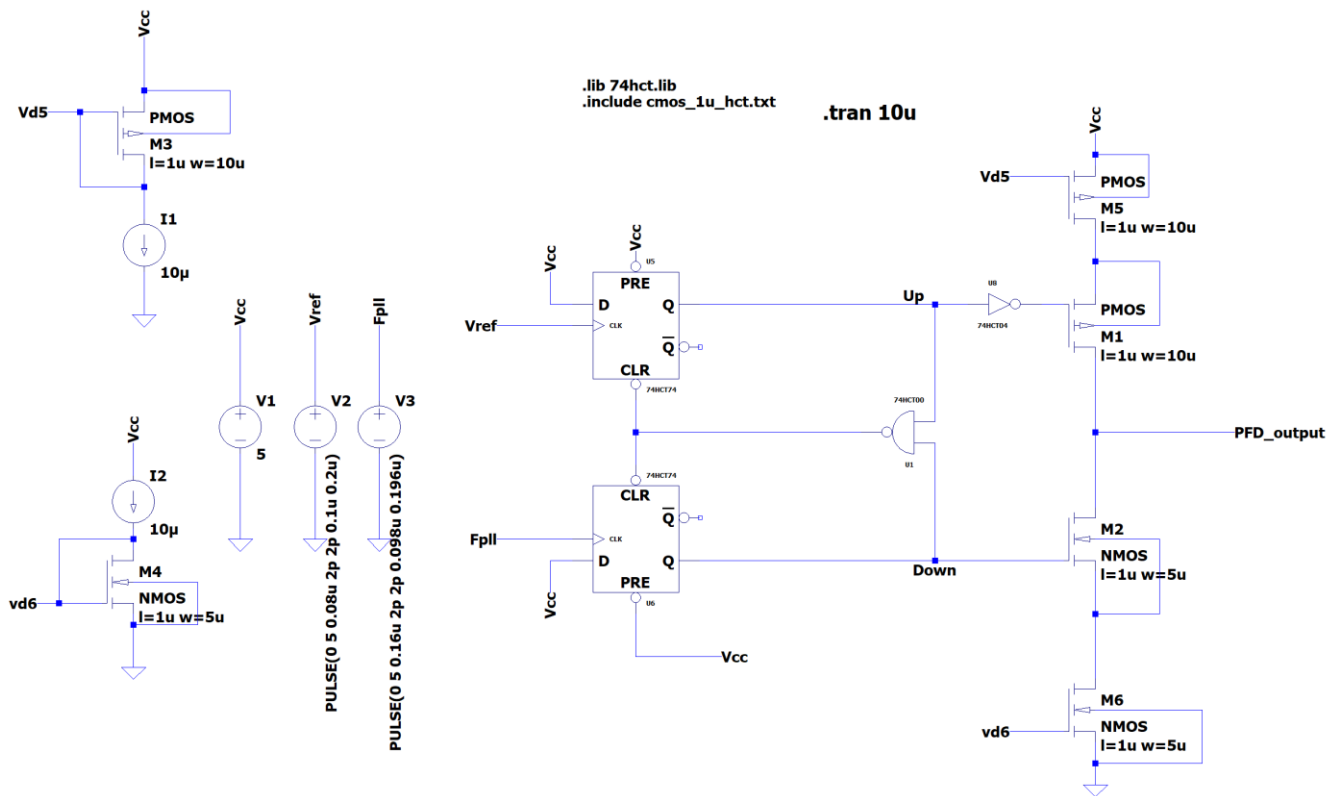 Vcc
Vd5
PMOS
M3
l=1u w=10u
I1
10µ
.lib 74hct.lib
.include cmos_1u_hct.txt
.tran 10u
Vcc
Vref
Fpll
V1
5
V2
PULSE(0 5 0.08u 2p 2p 0.1u 0.2u)
V3
PULSE(0 5 0.16u 2p 2p 0.098u 0.196u)
Vcc
I2
10µ
M4
NMOS
l=1u w=5u
vd6
Vcc
Vcc
U5
PRE
D
Q
Vref
CLK
Q
CLR
74HCT74
Up
U8
74HCT04
74HCT00
U1
74HCT74
CLR
Q
Fpll
CLK
D
Q
PRE
U6
Vcc
Vcc
Down
Vcc
Vd5
PMOS
M5
l=1u w=10u
PMOS
M1
l=1u w=10u
PFD_output
M2
NMOS
l=1u w=5u
M6
NMOS
l=1u w=5u
vd6